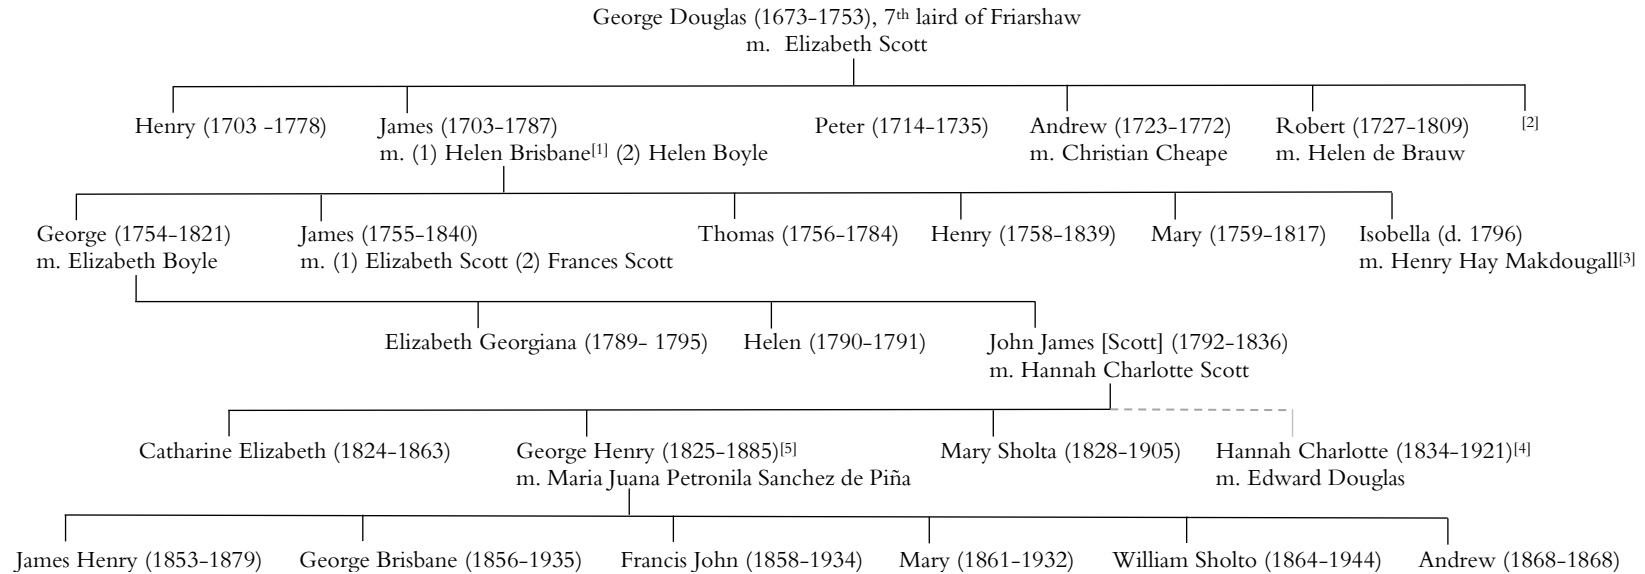 George Douglas (1673-1753), 7th laird of Friarshaw
m. Elizabeth Scott
Henry (1703 -1778)
James (1703-1787)
m. (1) Helen Brisbane[1] (2) Helen Boyle
Peter (1714-1735)
Andrew (1723-1772)
m. Christian Cheape
Robert (1727-1809)
m. Helen de Brauw
[2]
George (1754-1821)
m. Elizabeth Boyle
James (1755-1840)
m. (1) Elizabeth Scott (2) Frances Scott
Thomas (1756-1784)
Henry (1758-1839)
Mary (1759-1817)
Isobella (d. 1796)
m. Henry Hay Makdougall[3]
Elizabeth Georgiana (1789- 1795)
Helen (1790-1791)
John James [Scott] (1792-1836)
m. Hannah Charlotte Scott
Catharine Elizabeth (1824-1863)
George Henry (1825-1885)[5]
m. Maria Juana Petronila Sanchez de Piña
Mary Sholta (1828-1905)
Hannah Charlotte (1834-1921)[4]
m. Edward Douglas
James Henry (1853-1879)
George Brisbane (1856-1935)
Francis John (1858-1934)
Mary (1861-1932)
William Sholto (1864-1944)
Andrew (1868-1868)